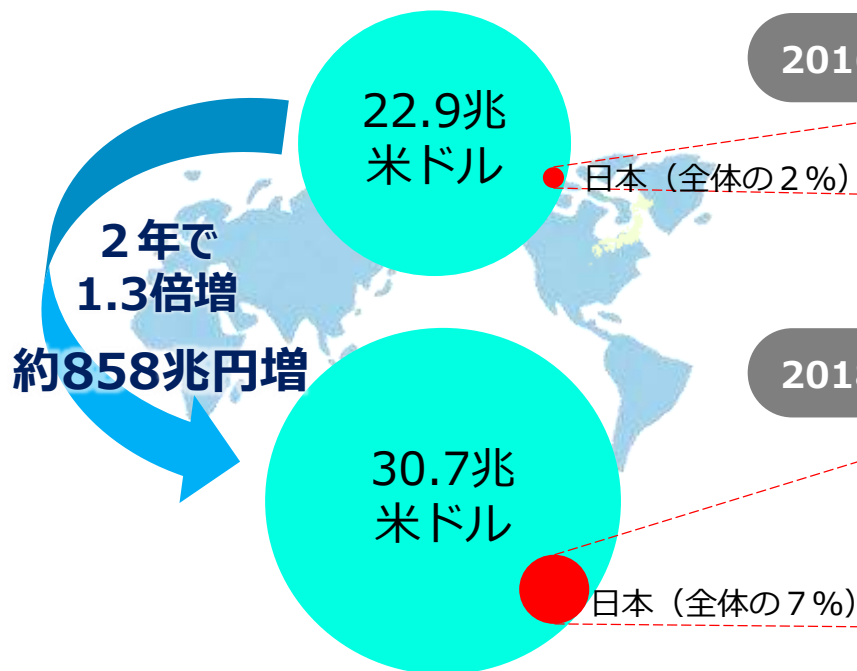 201
22.9兆
米ドル
日本（全体の２%）
２年で
1.3倍増
約858兆円増
201
30.7兆
米ドル
日本（全体の７%）